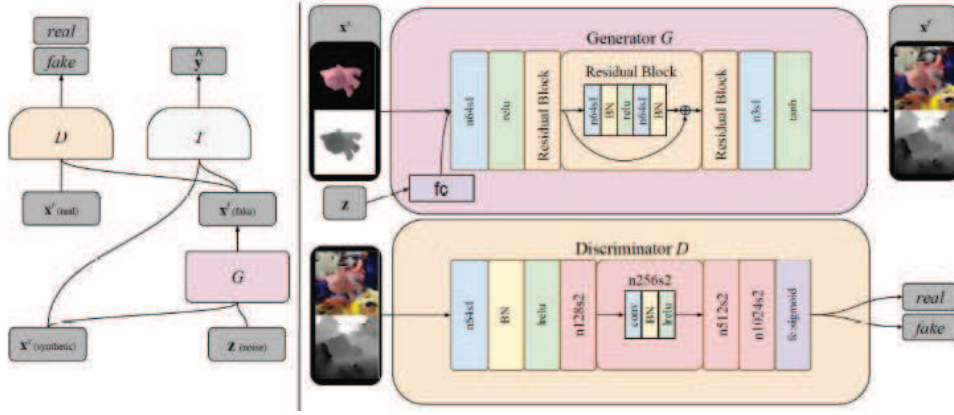 real
fake
ŷ
D
T
x^t (real)
x^f (fake)
G
x^s (synthetic)
z (noise)
x^s
Generator G
x^f
n64s1
relu
Residual Block
Residual Block
n64s1
BN
relu
n64s1
BN
⊕
Residual Block
n3s1
tanh
fc
z
Discriminator D
n64s1
BN
lrelu
n128s2
n256s2
conv
BN
lrelu
n512s2
n1024s2
fc:sigmoid
real
fake